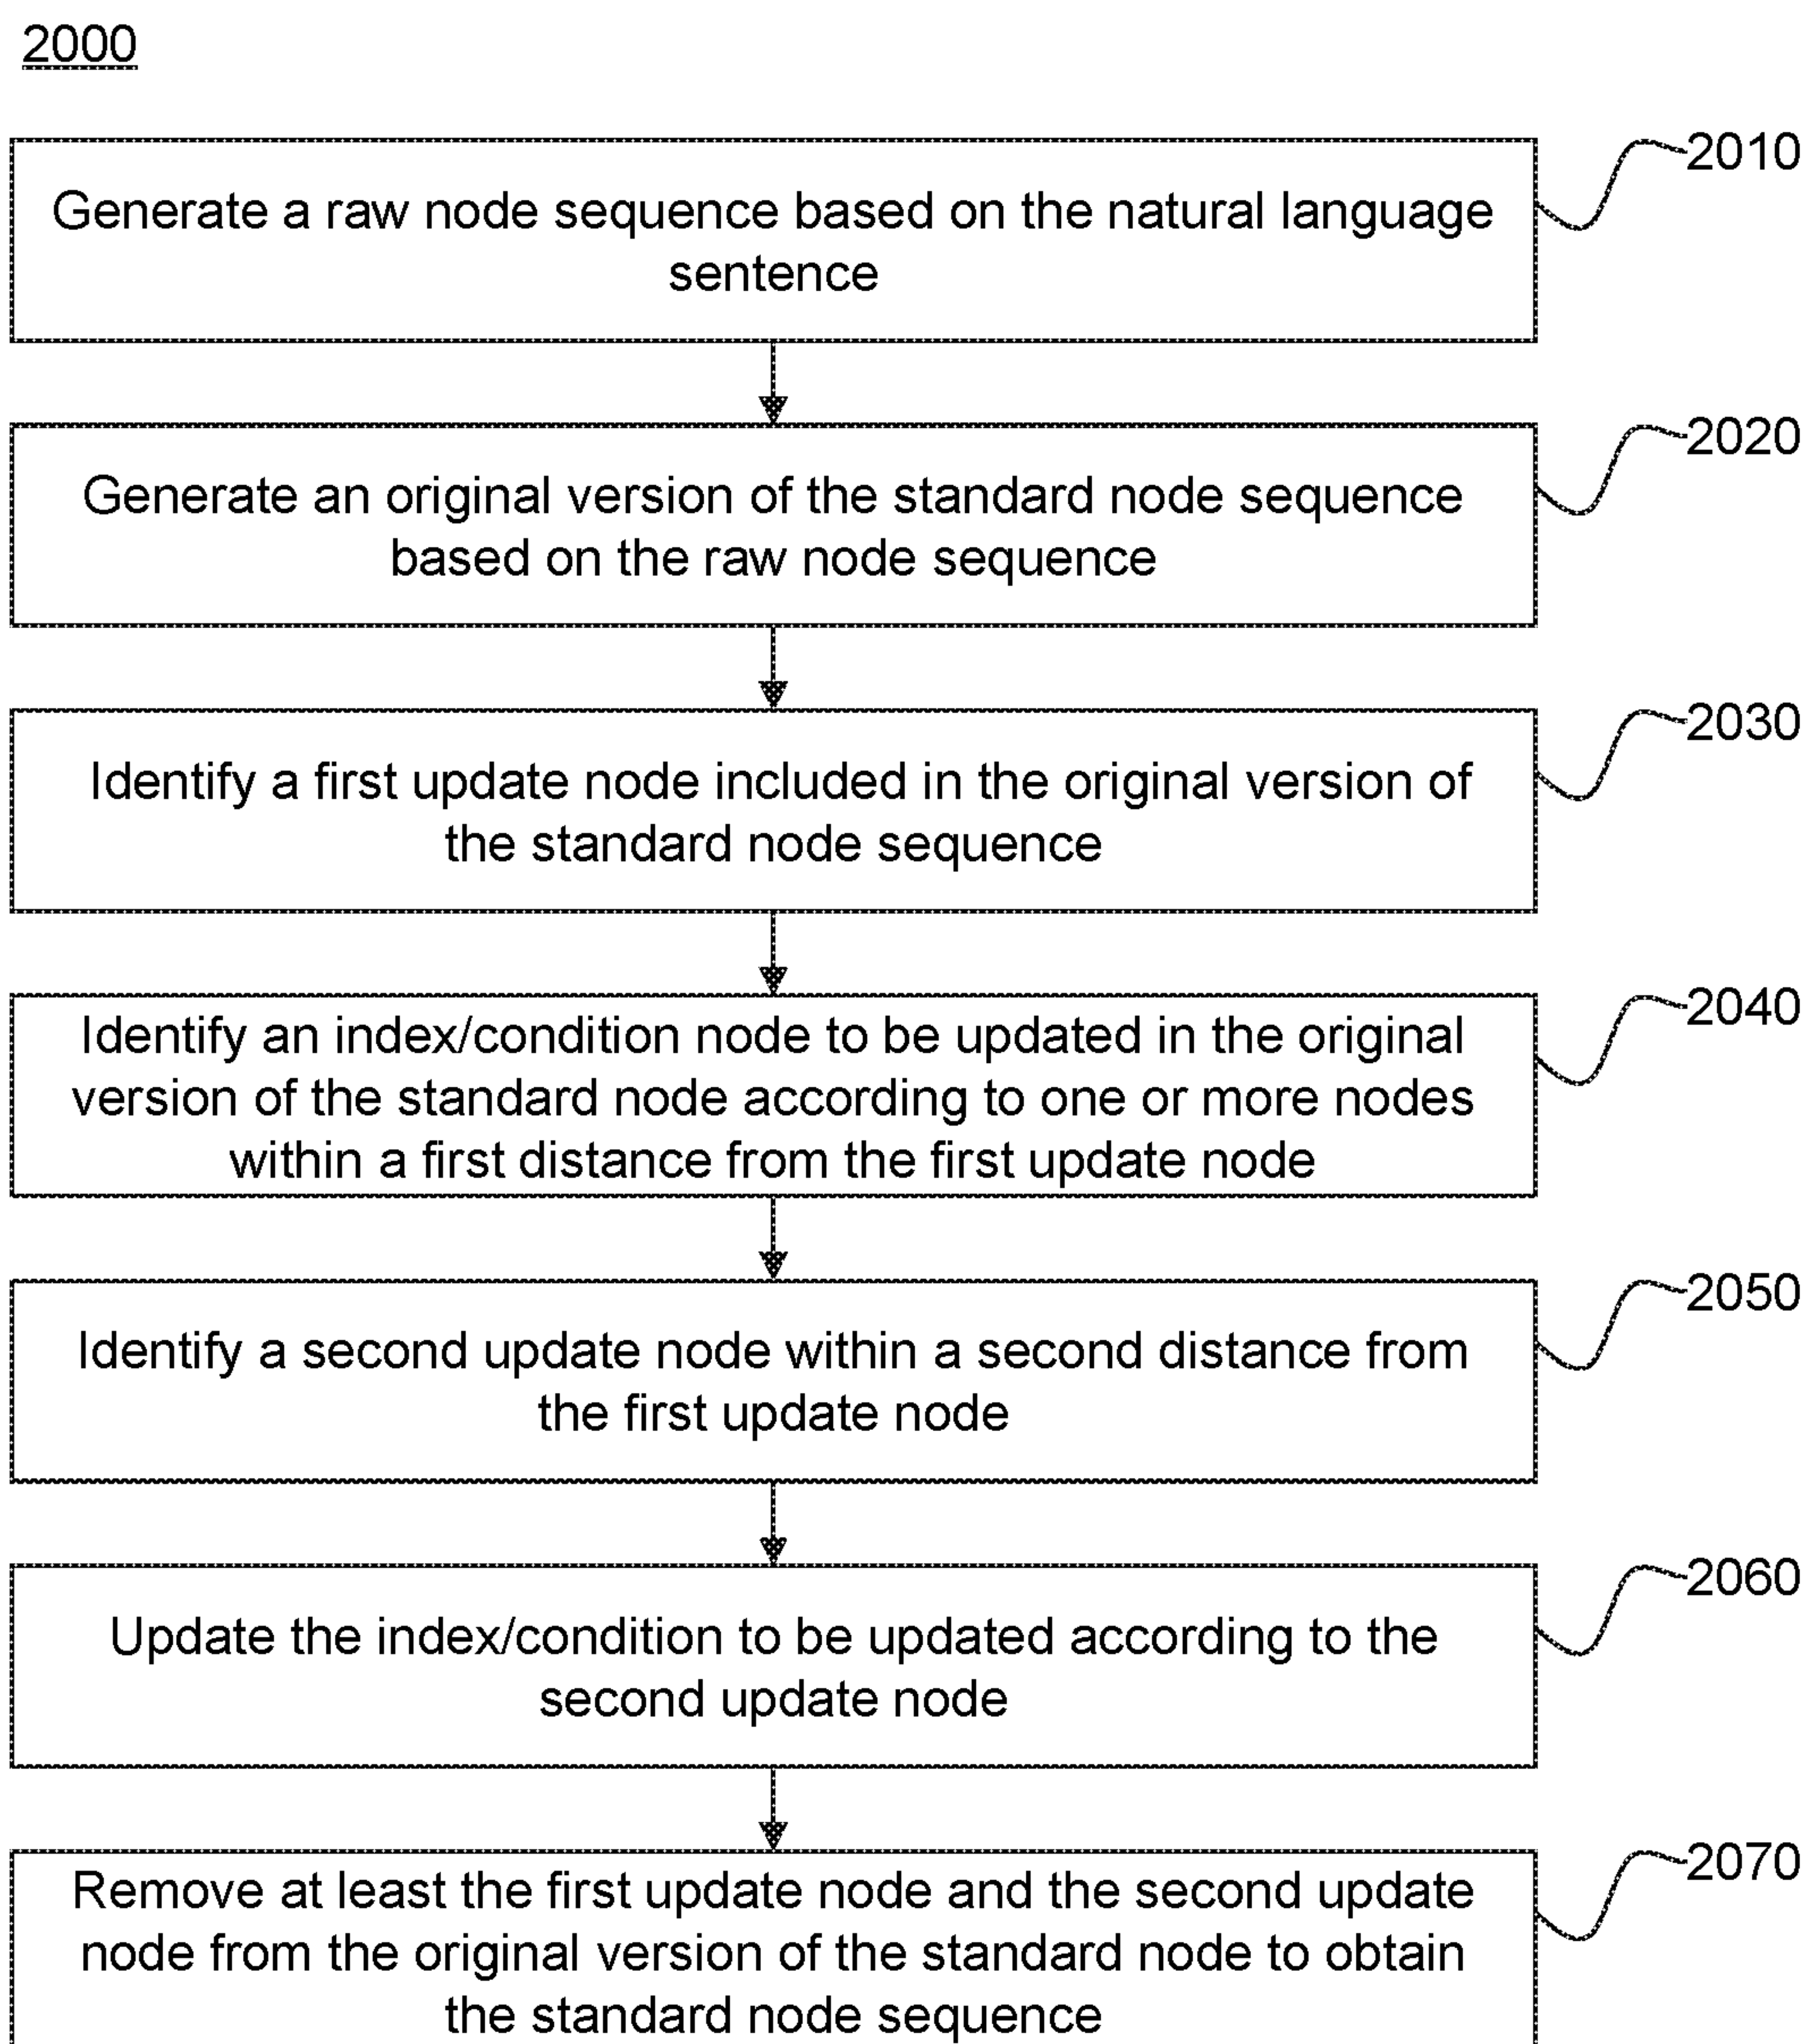 2000
2010
Generate a raw node sequence based on the natural language
sentence
2020
Generate an original version of the standard node sequence
based on the raw node sequence
2030
Identify a first update node included in the original version of
the standard node sequence
2040
Identify an index/condition node to be updated in the original
version of the standard node according to one or more nodes
within a first distance from the first update node
2050
Identify a second update node within a second distance from
the first update node
2060
Update the index/condition to be updated according to the
second update node
2070
Remove at least the first update node and the second update
node from the original version of the standard node to obtain
the standard node sequence